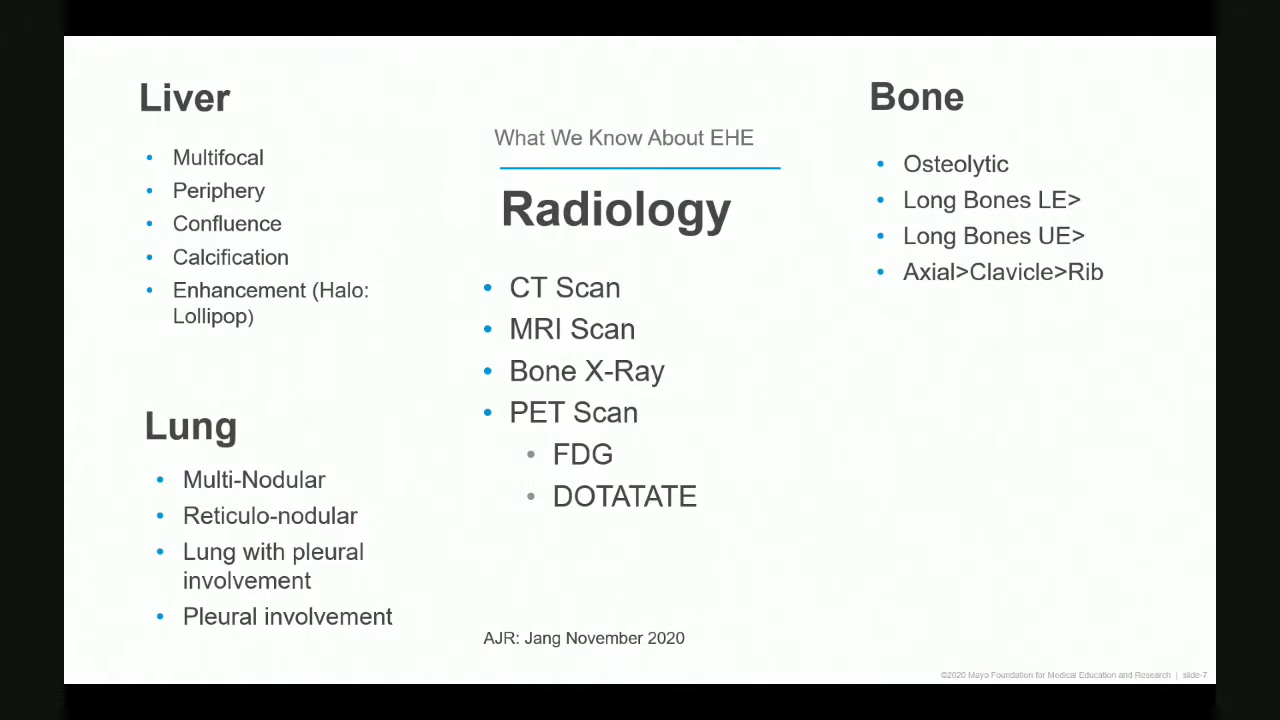 Liver
Multifocal
Periphery
Confluence
Calcification
Enhancement (Halo:
Lollipop)
Lung
Multi-Nodular
Reticulo-nodular
Lung with pleural
involvement
Pleural involvement
What We Know About EHE
Radiology
CT Scan
MRI Scan
Bone X-Ray
PET Scan
FDG
DOTATATE
AJR: Jang November 2020
Bone
Osteolytic
Long Bones LE>
Long Bones UE>
Axial>Clavicle>Rib
©2020 Mayo Foundation for Medical Education and Research | slide-7